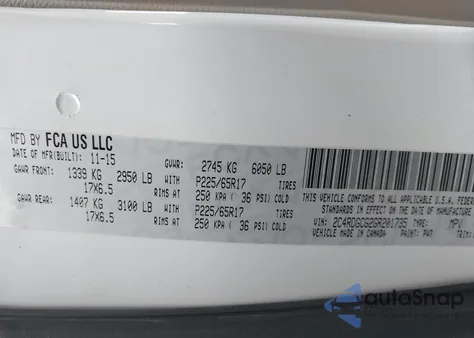 MFD BY FCA US LLC
DATE OF MFR(BUILT): 11-15 GVWR: 2745 KG 6050 LB
GAWR FRONT: 1339 KG 2950 LB WITH P225/65R17 TIRES
17X6.5 RIMS AT 250 KPA ( 36 PSI) COLD
GAWR REAR: 1407 KG 3100 LB WITH P225/65R17 TIRES
17X6.5 RIMS AT 250 KPA ( 36 PSI) COLD
THIS VEHICLE CONFORMS TO ALL APPLICABLE U.S.A. FEDER
STANDARDS IN EFFECT ON THE DATE OF MANUFACTURE
VIN: TYPE: MPV
VEHICLE MADE IN CANADA PAINT: PW7 TRIM:
autoSnap